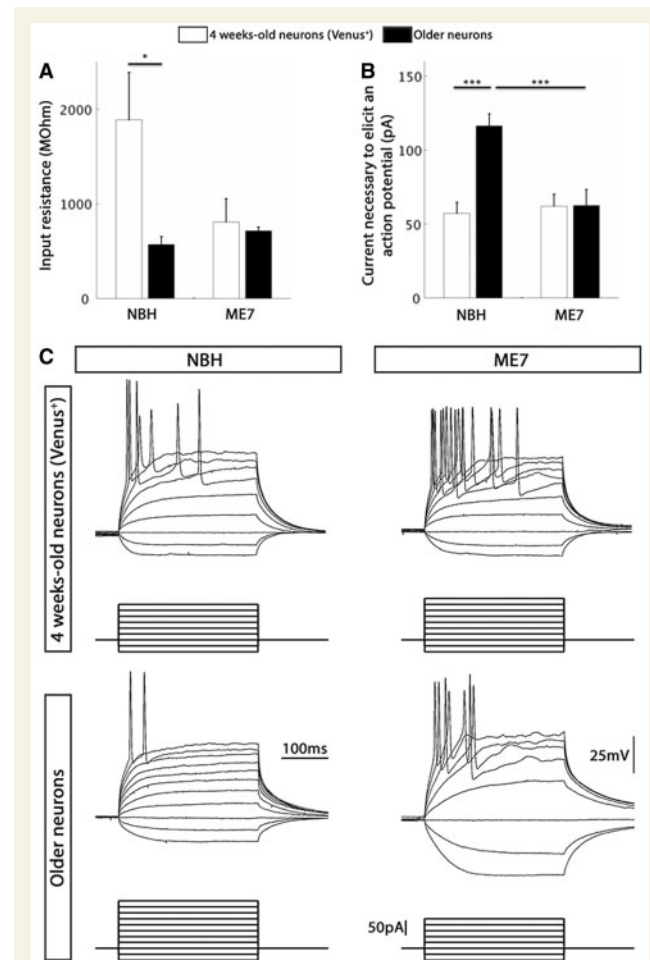 4 weeks-old neurons (Venus⁺) Older neurons
A
*
Input resistance (MOhm)
2000
1000
0
NBH ME7
B
*** ***
Current necessary to elicit an
action potential (pA)
150
100
50
0
NBH ME7
C
NBH ME7
4 weeks-old neurons (Venus⁺)
Older neurons
100ms
25mV
50pA